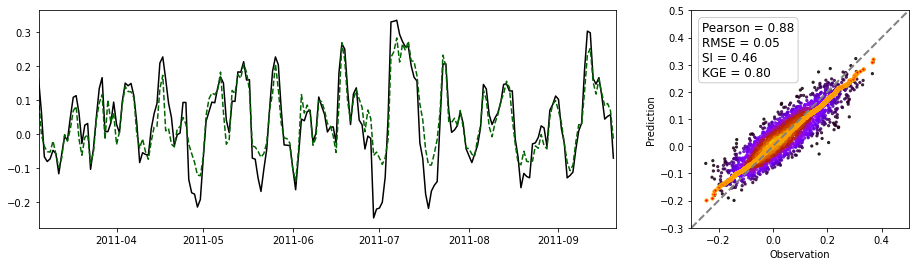 0.3
0.2
0.1
0.0
−0.1
−0.2
2011-04 2011-05 2011-06 2011-07 2011-08 2011-09
Pearson = 0.88
RMSE = 0.05
SI = 0.46
KGE = 0.80
0.5
0.4
0.3
0.2
0.1
0.0
−0.1
−0.2
−0.3
Prediction
−0.2 0.0 0.2 0.4
Observation